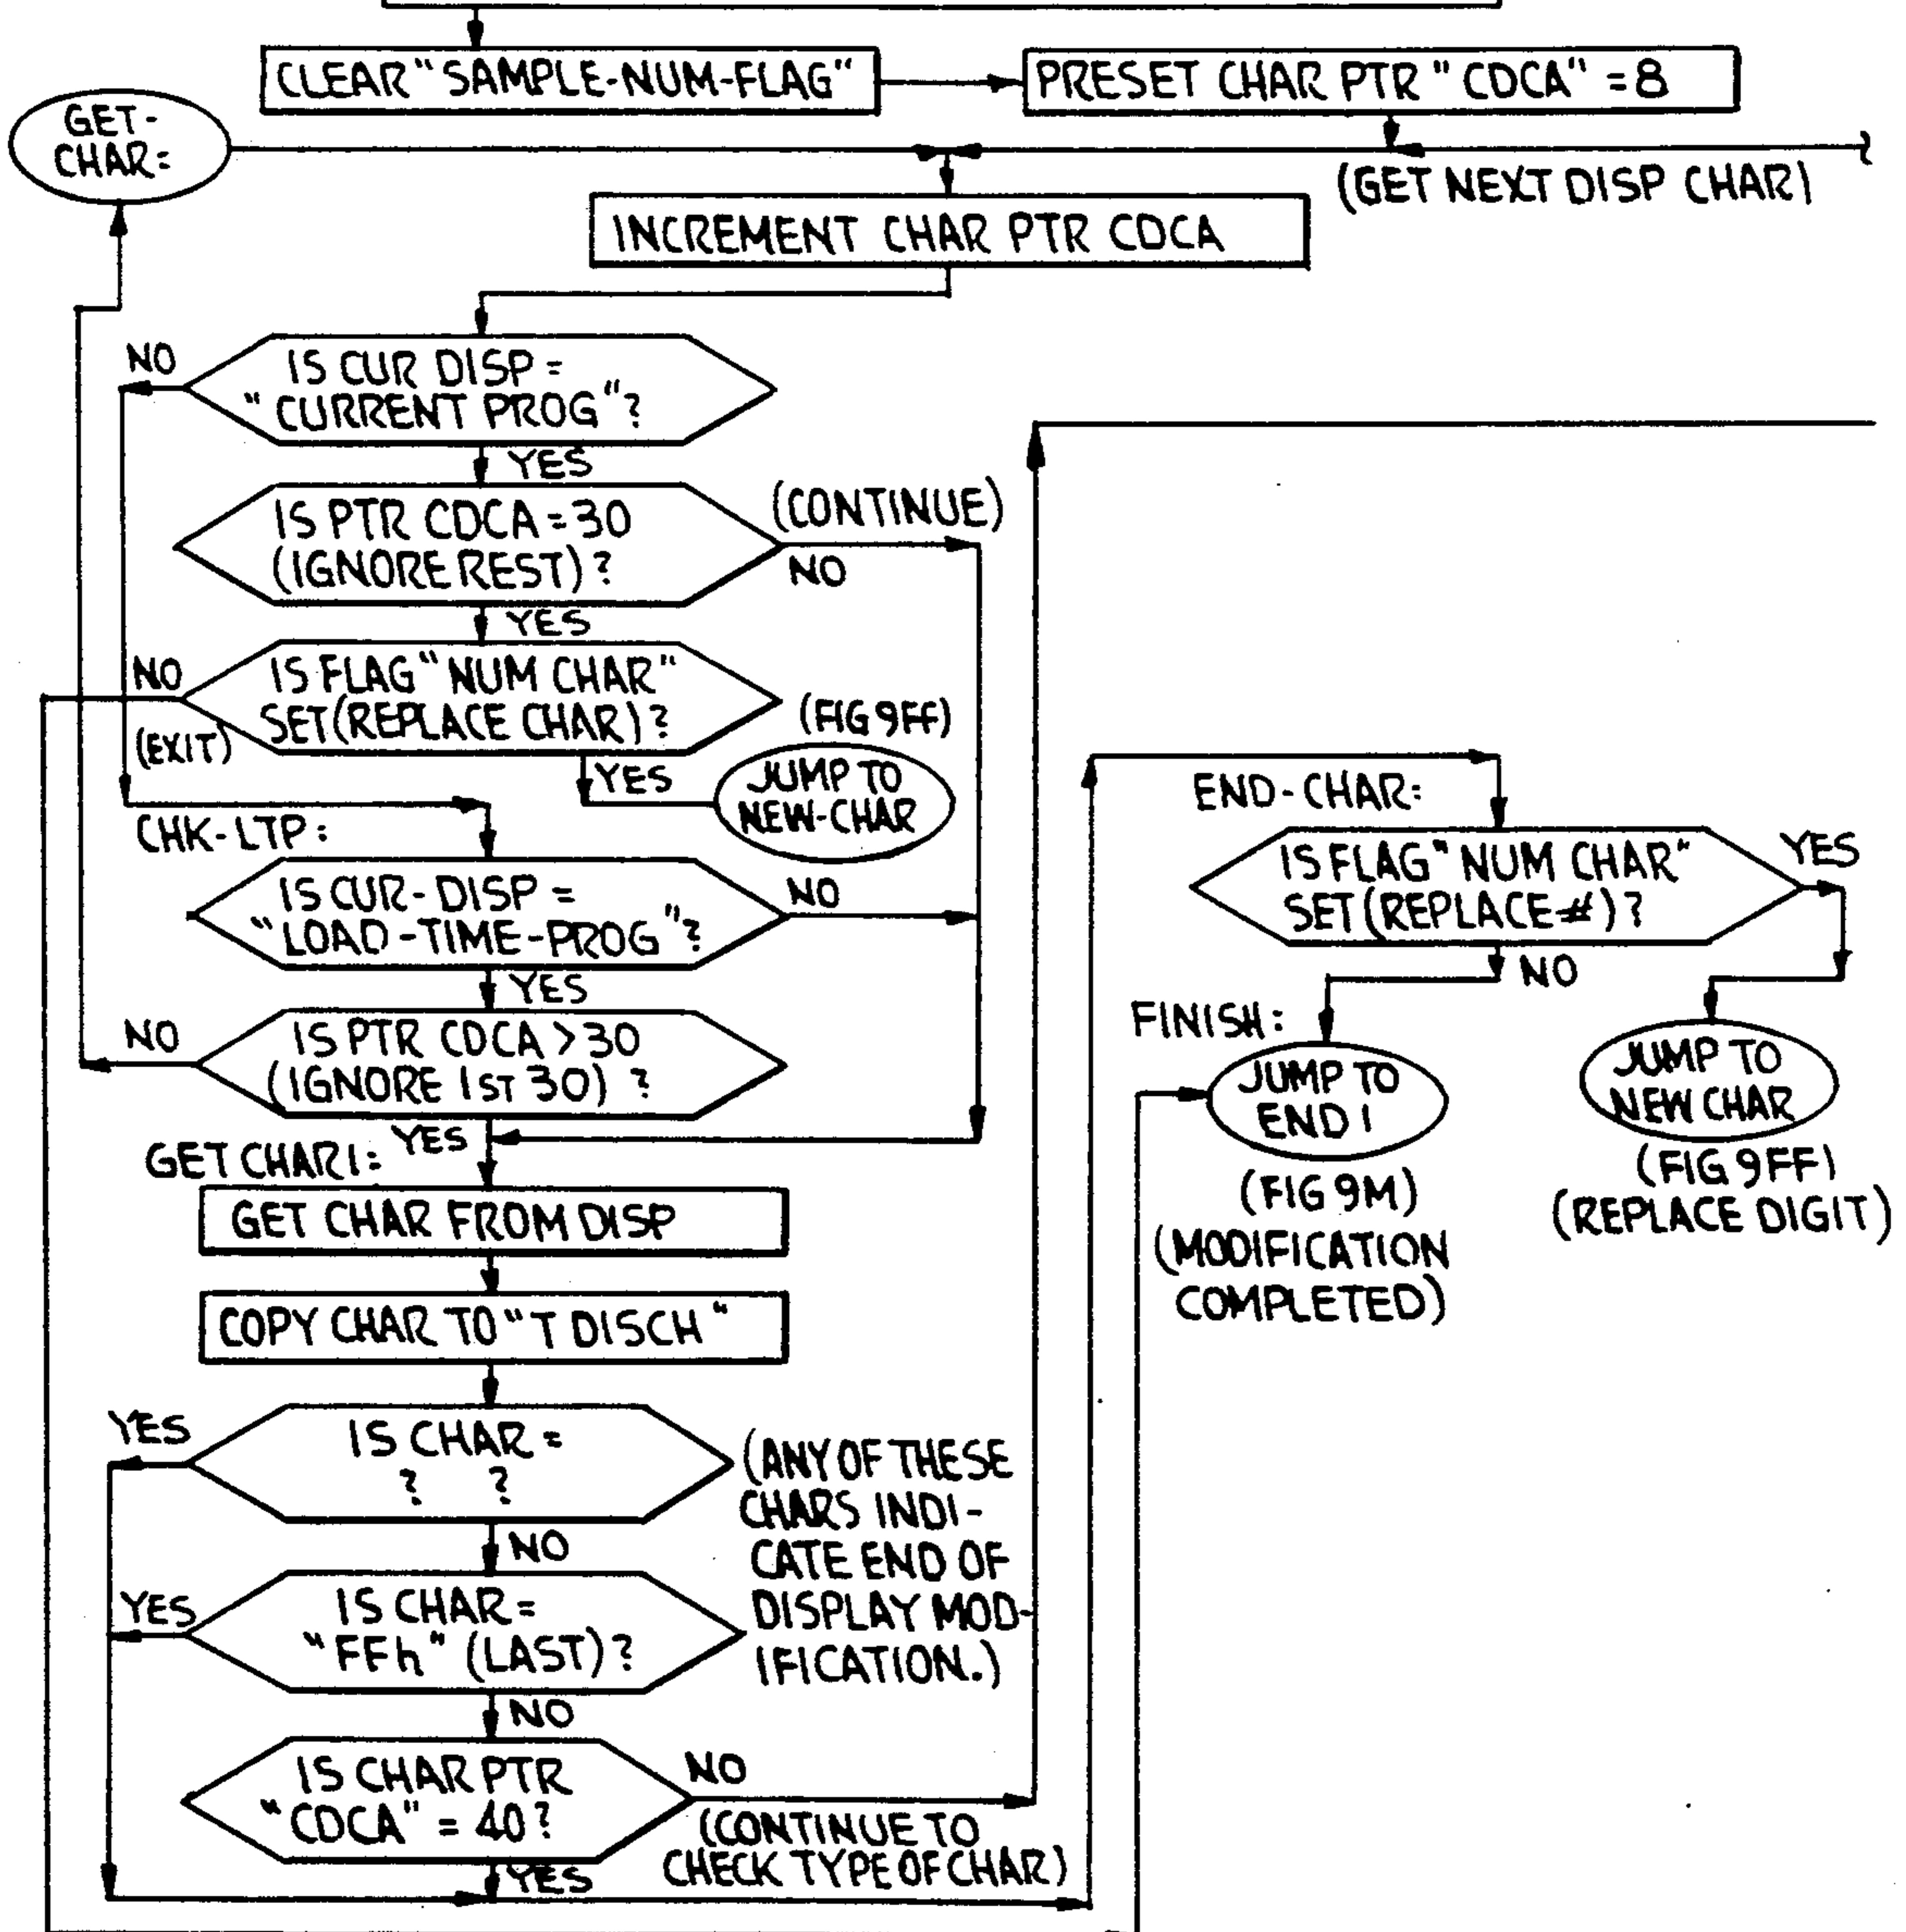 CLEAR "SAMPLE-NUM-FLAG"
PRESET CHAR PTR "CDCA" = 8
GET-
CHAR:
(GET NEXT DISP CHAR)
INCREMENT CHAR PTR CDCA
NO
IS CUR DISP =
"CURRENT PROG"?
YES
IS PTR CDCA = 30
(IGNORE REST)?
(CONTINUE)
NO
YES
NO
IS FLAG "NUM CHAR"
SET (REPLACE CHAR)?
(EXIT)
YES
(FIG 9FF)
JUMP TO
NEW-CHAR
CHK-LTP:
IS CUR-DISP =
"LOAD-TIME-PROG"?
NO
YES
NO
IS PTR CDCA > 30
(IGNORE 1ST 30) ?
YES
GET CHAR1:
GET CHAR FROM DISP
COPY CHAR TO "T DISCH"
YES
IS CHAR =
? ?
NO
YES
IS CHAR =
"FFh" (LAST)?
NO
(ANY OF THESE
CHARS INDI-
CATE END OF
DISPLAY MOD-
IFICATION.)
IS CHAR PTR
"CDCA" = 40?
NO
(CONTINUE TO
CHECK TYPE OF CHAR)
YES
END-CHAR:
IS FLAG "NUM CHAR"
SET (REPLACE #)?
YES
NO
FINISH:
JUMP TO
END 1
(FIG 9M)
(MODIFICATION
COMPLETED)
JUMP TO
NEW CHAR
(FIG 9FF)
(REPLACE DIGIT)